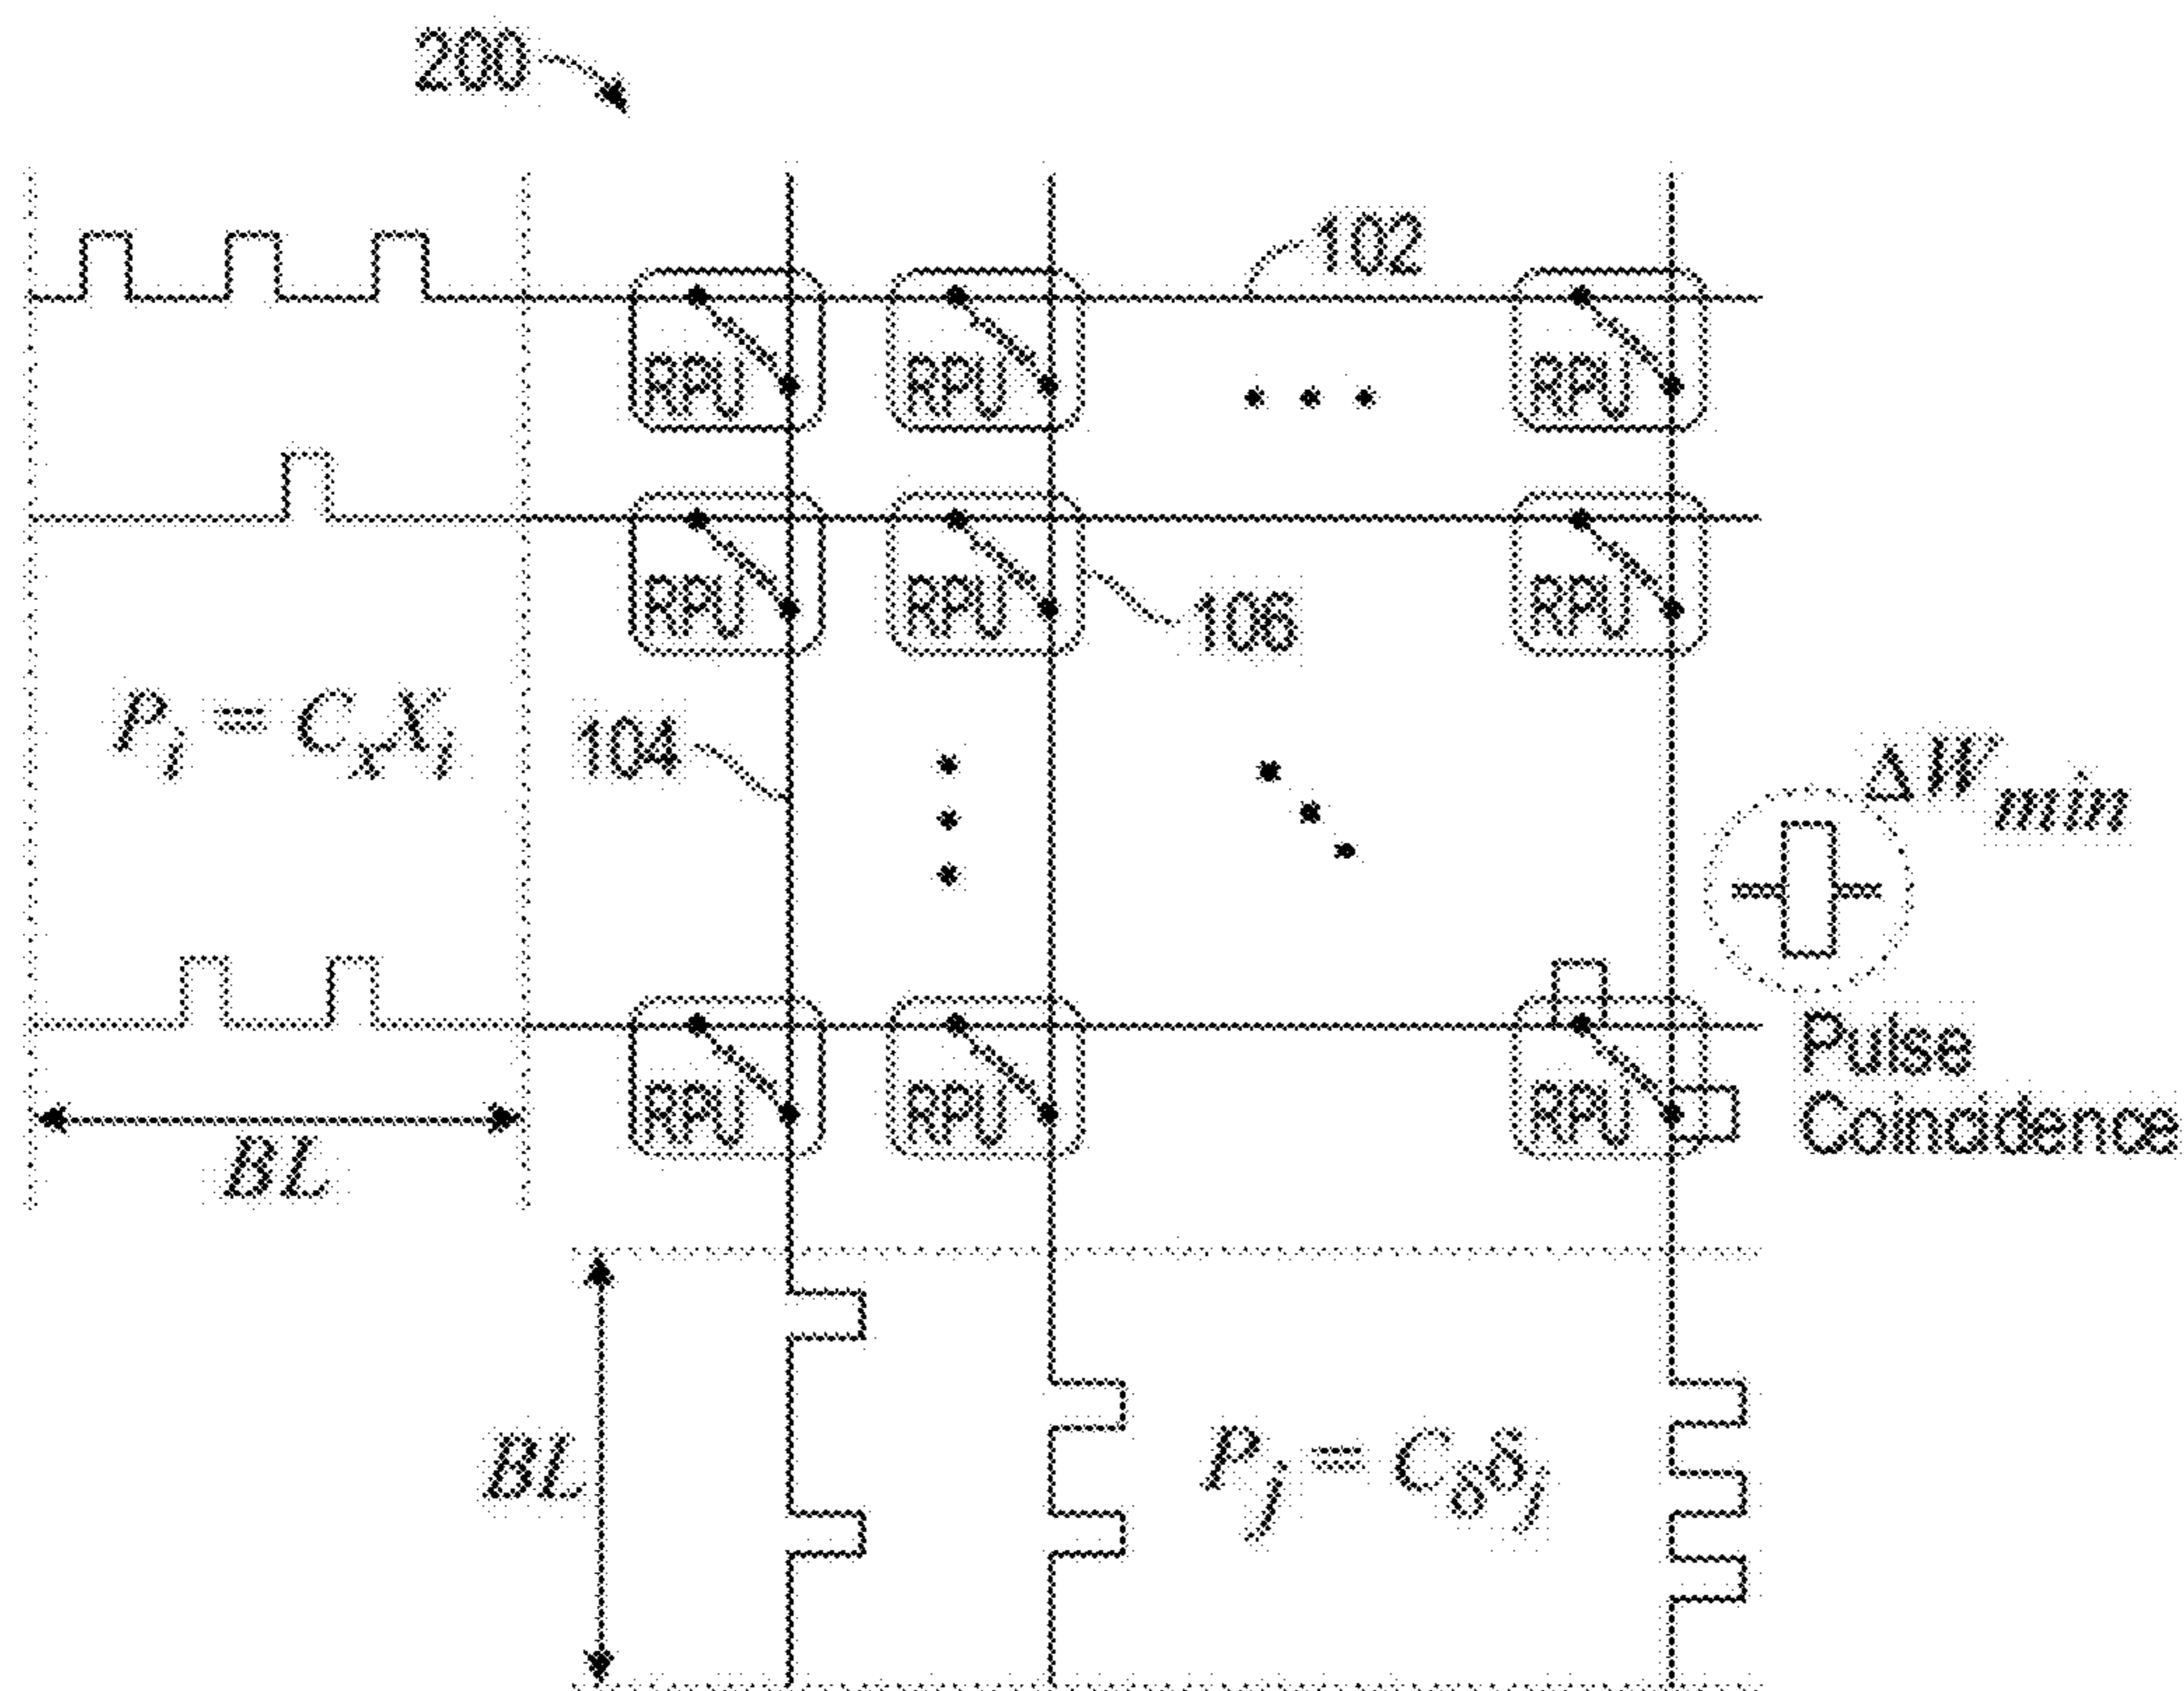 200
102
RPU RPU RPU
RPU RPU RPU
106
P_i = C_x X_i
104
ΔW_min
Pulse
Coincidence
RPU RPU RPU
BL
BL
P_j = C_δ δ_j